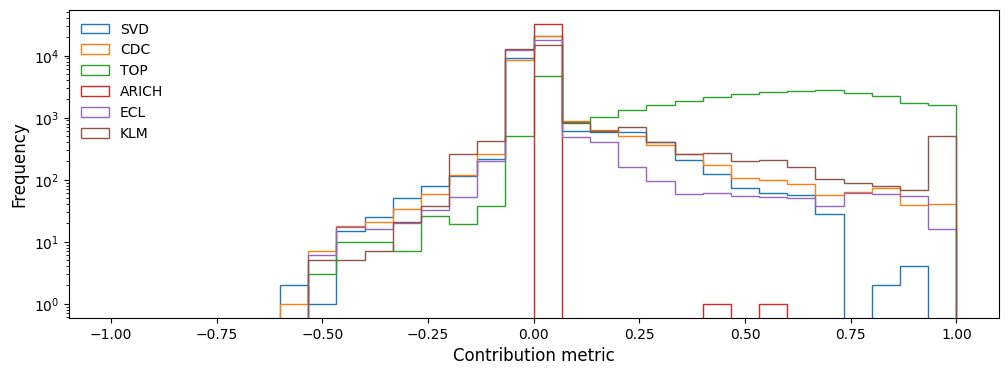 SVD
CDC
TOP
ARICH
ECL
KLM
Frequency
10⁴
10³
10²
10¹
10⁰
−1.00 −0.75 −0.50 −0.25 0.00 0.25 0.50 0.75 1.00
Contribution metric